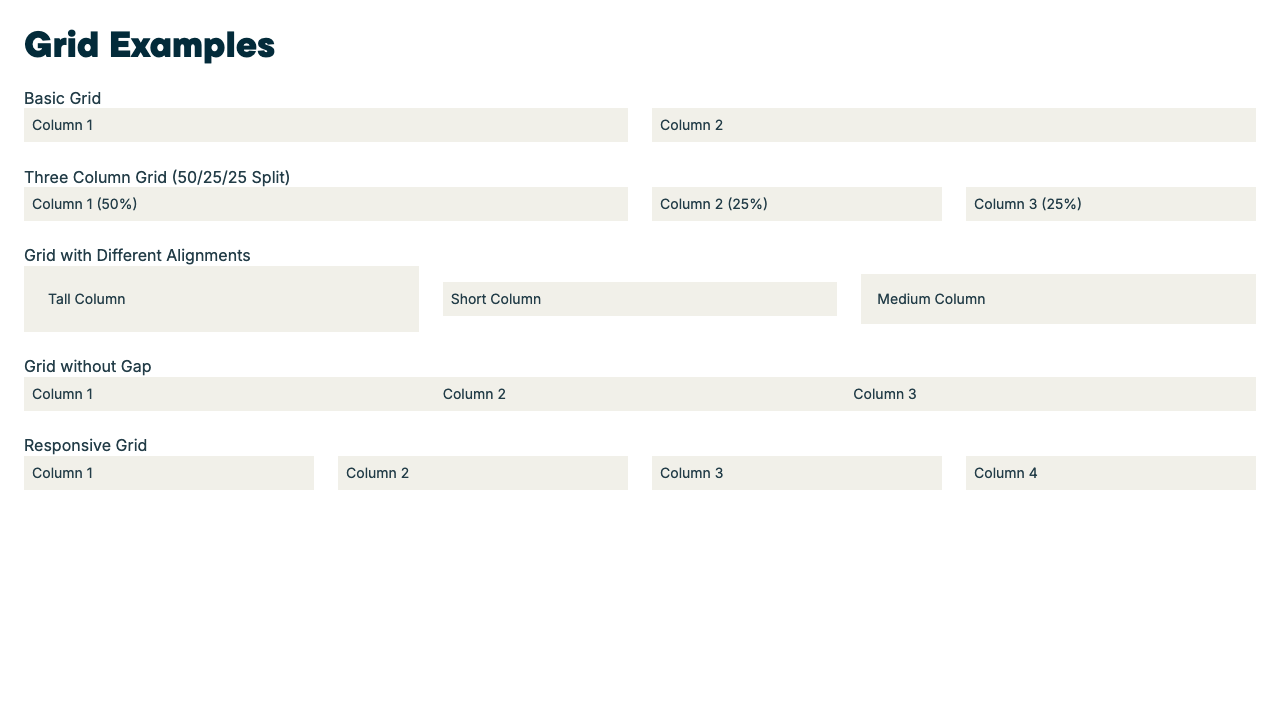 Grid Examples
Basic Grid
Column 1
Column 2
Three Column Grid (50/25/25 Split)
Column 1 (50%)
Column 2 (25%)
Column 3 (25%)
Grid with Different Alignments
Tall Column
Short Column
Medium Column
Grid without Gap
Column 1
Column 2
Column 3
Responsive Grid
Column 1
Column 2
Column 3
Column 4